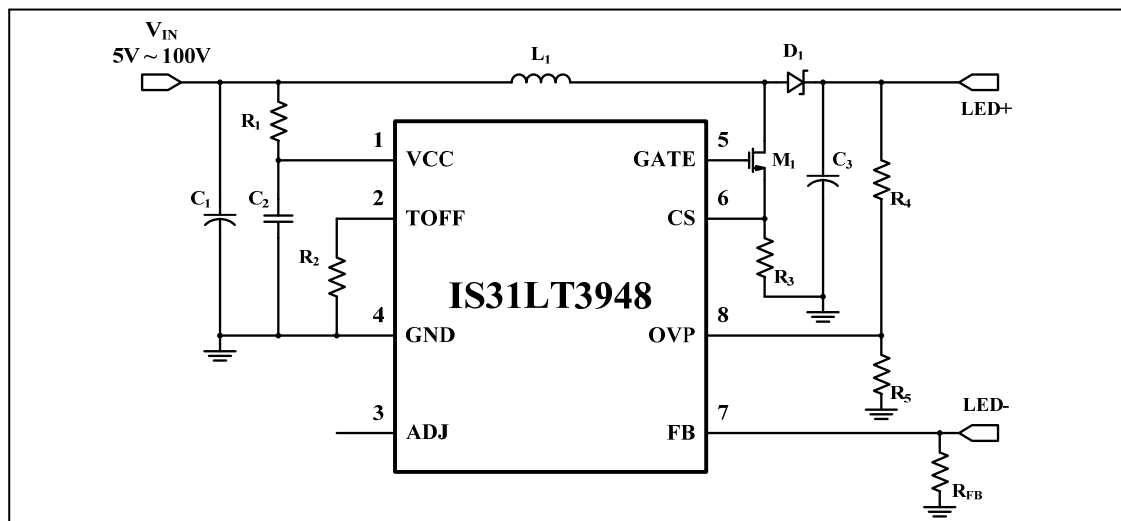 VIN
5V ~ 100V
L1
D1
LED+
R1
1
VCC
GATE
5
M1
C3
C1
C2
2
TOFF
CS
6
R4
R2
R3
IS31LT3948
4
GND
OVP
8
R5
LED-
3
ADJ
FB
7
RFB